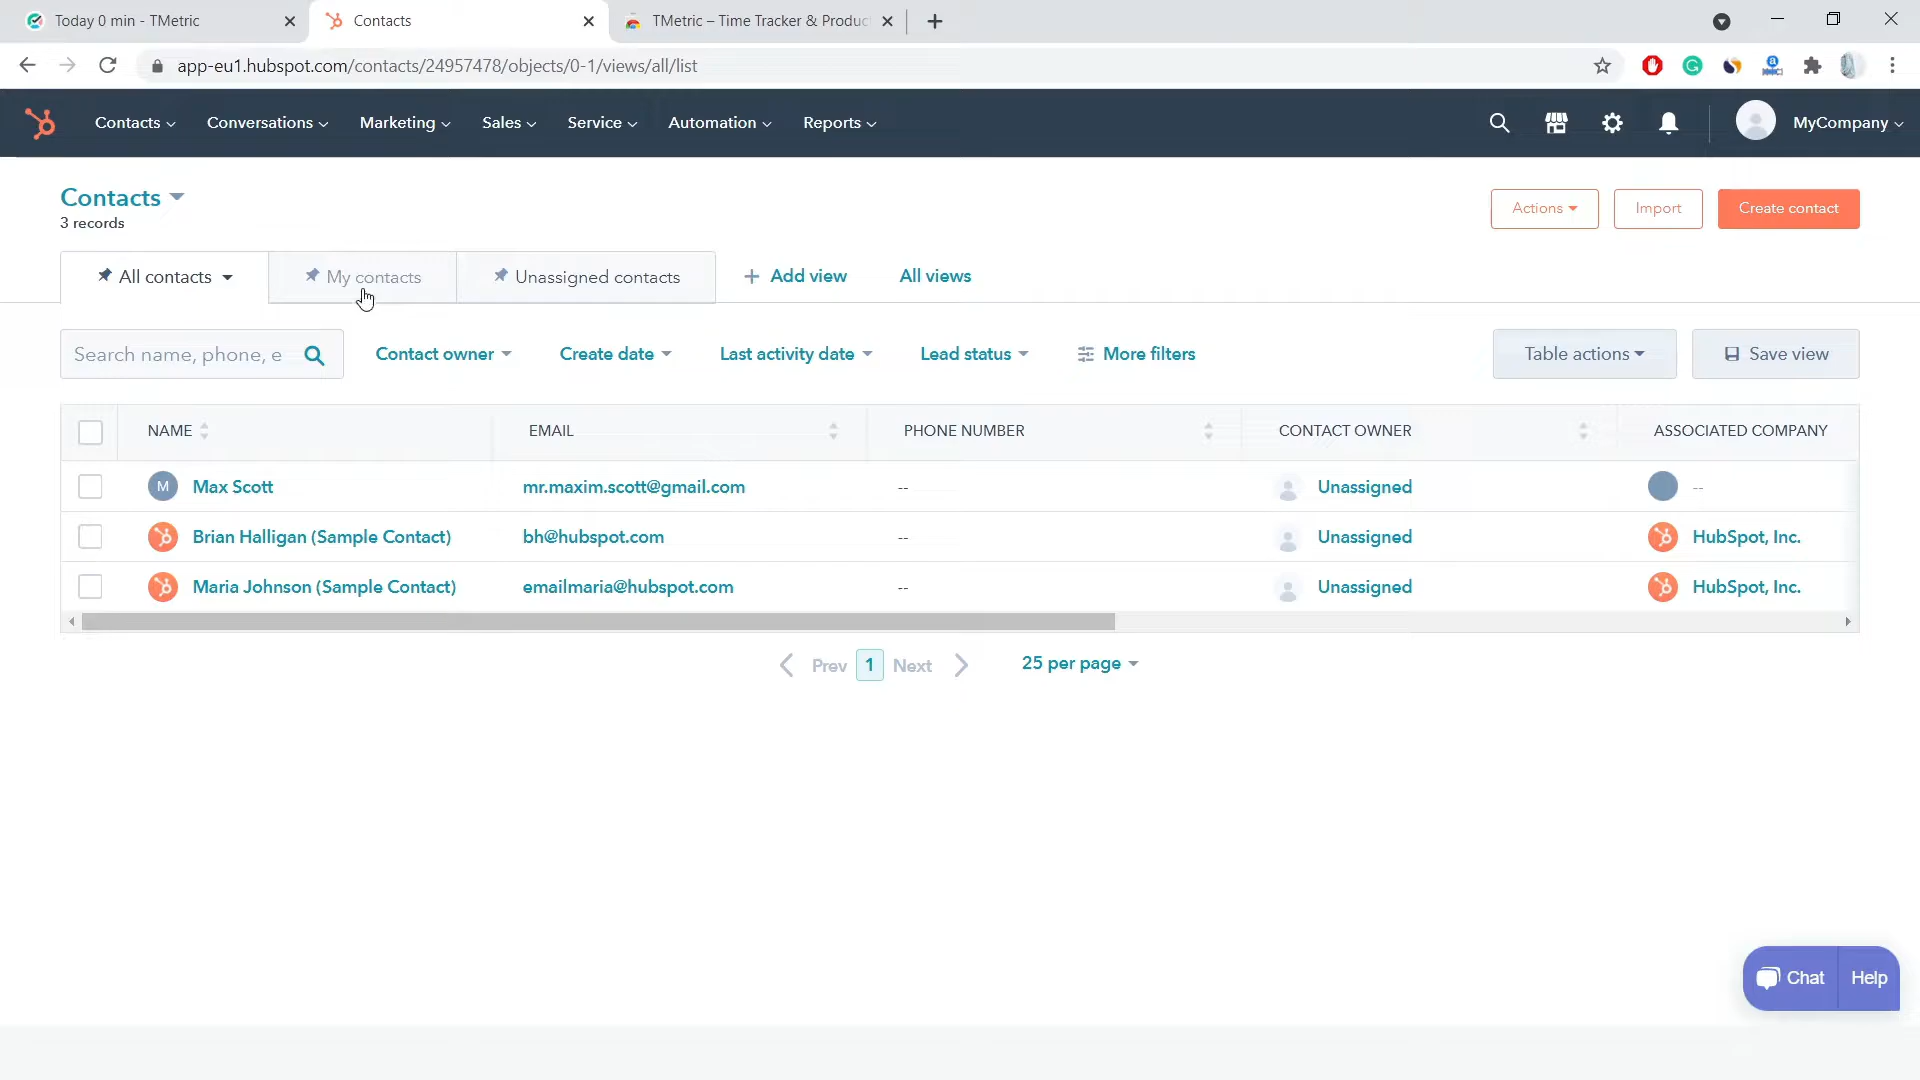 Today 0 min - TMetric
Contacts
TMetric – Time Tracker & Produc
app-eu1.hubspot.com/contacts/24957478/objects/0-1/views/all/list
Contacts Conversations Marketing Sales Service Automation Reports MyCompany
Contacts
3 records
Actions Import Create contact
All contacts My contacts Unassigned contacts + Add view All views
Search name, phone, e Contact owner Create date Last activity date Lead status More filters Table actions Save view
NAME EMAIL PHONE NUMBER CONTACT OWNER ASSOCIATED COMPANY
M Max Scott mr.maxim.scott@gmail.com -- Unassigned --
Brian Halligan (Sample Contact) bh@hubspot.com -- Unassigned HubSpot, Inc.
Maria Johnson (Sample Contact) emailmaria@hubspot.com -- Unassigned HubSpot, Inc.
Prev 1 Next 25 per page
Chat Help